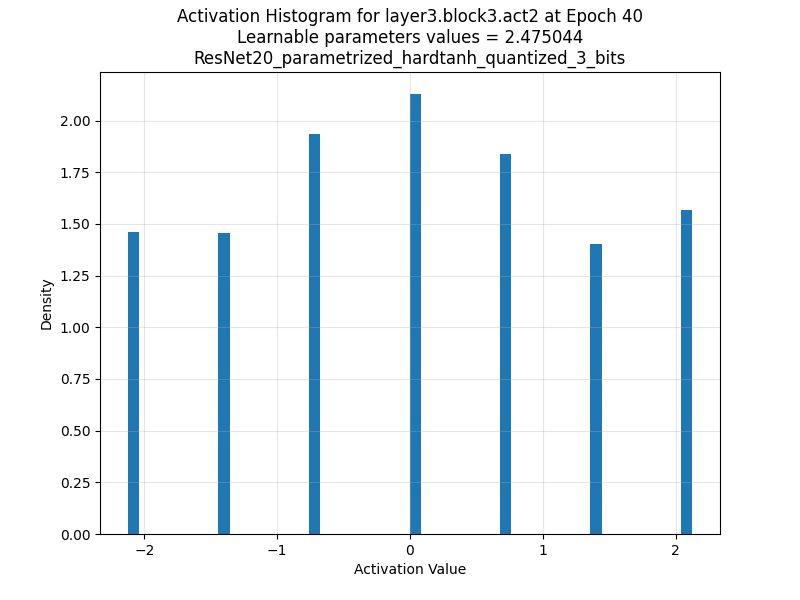 Activation Histogram for layer3.block3.act2 at Epoch 40
Learnable parameters values = 2.475044
ResNet20_parametrized_hardtanh_quantized_3_bits
2.00
1.75
1.50
1.25
1.00
0.75
0.50
0.25
0.00
Density
−2
−1
0
1
2
Activation Value